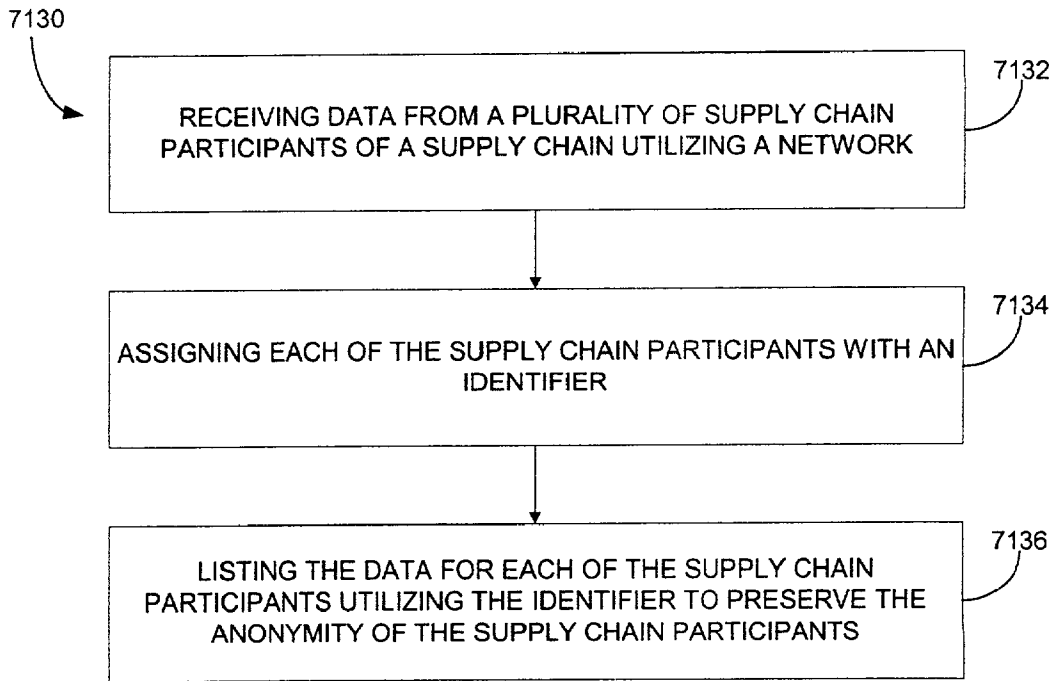 7130
7132
RECEIVING DATA FROM A PLURALITY OF SUPPLY CHAIN
PARTICIPANTS OF A SUPPLY CHAIN UTILIZING A NETWORK
7134
ASSIGNING EACH OF THE SUPPLY CHAIN PARTICIPANTS WITH AN
IDENTIFIER
7136
LISTING THE DATA FOR EACH OF THE SUPPLY CHAIN
PARTICIPANTS UTILIZING THE IDENTIFIER TO PRESERVE THE
ANONYMITY OF THE SUPPLY CHAIN PARTICIPANTS